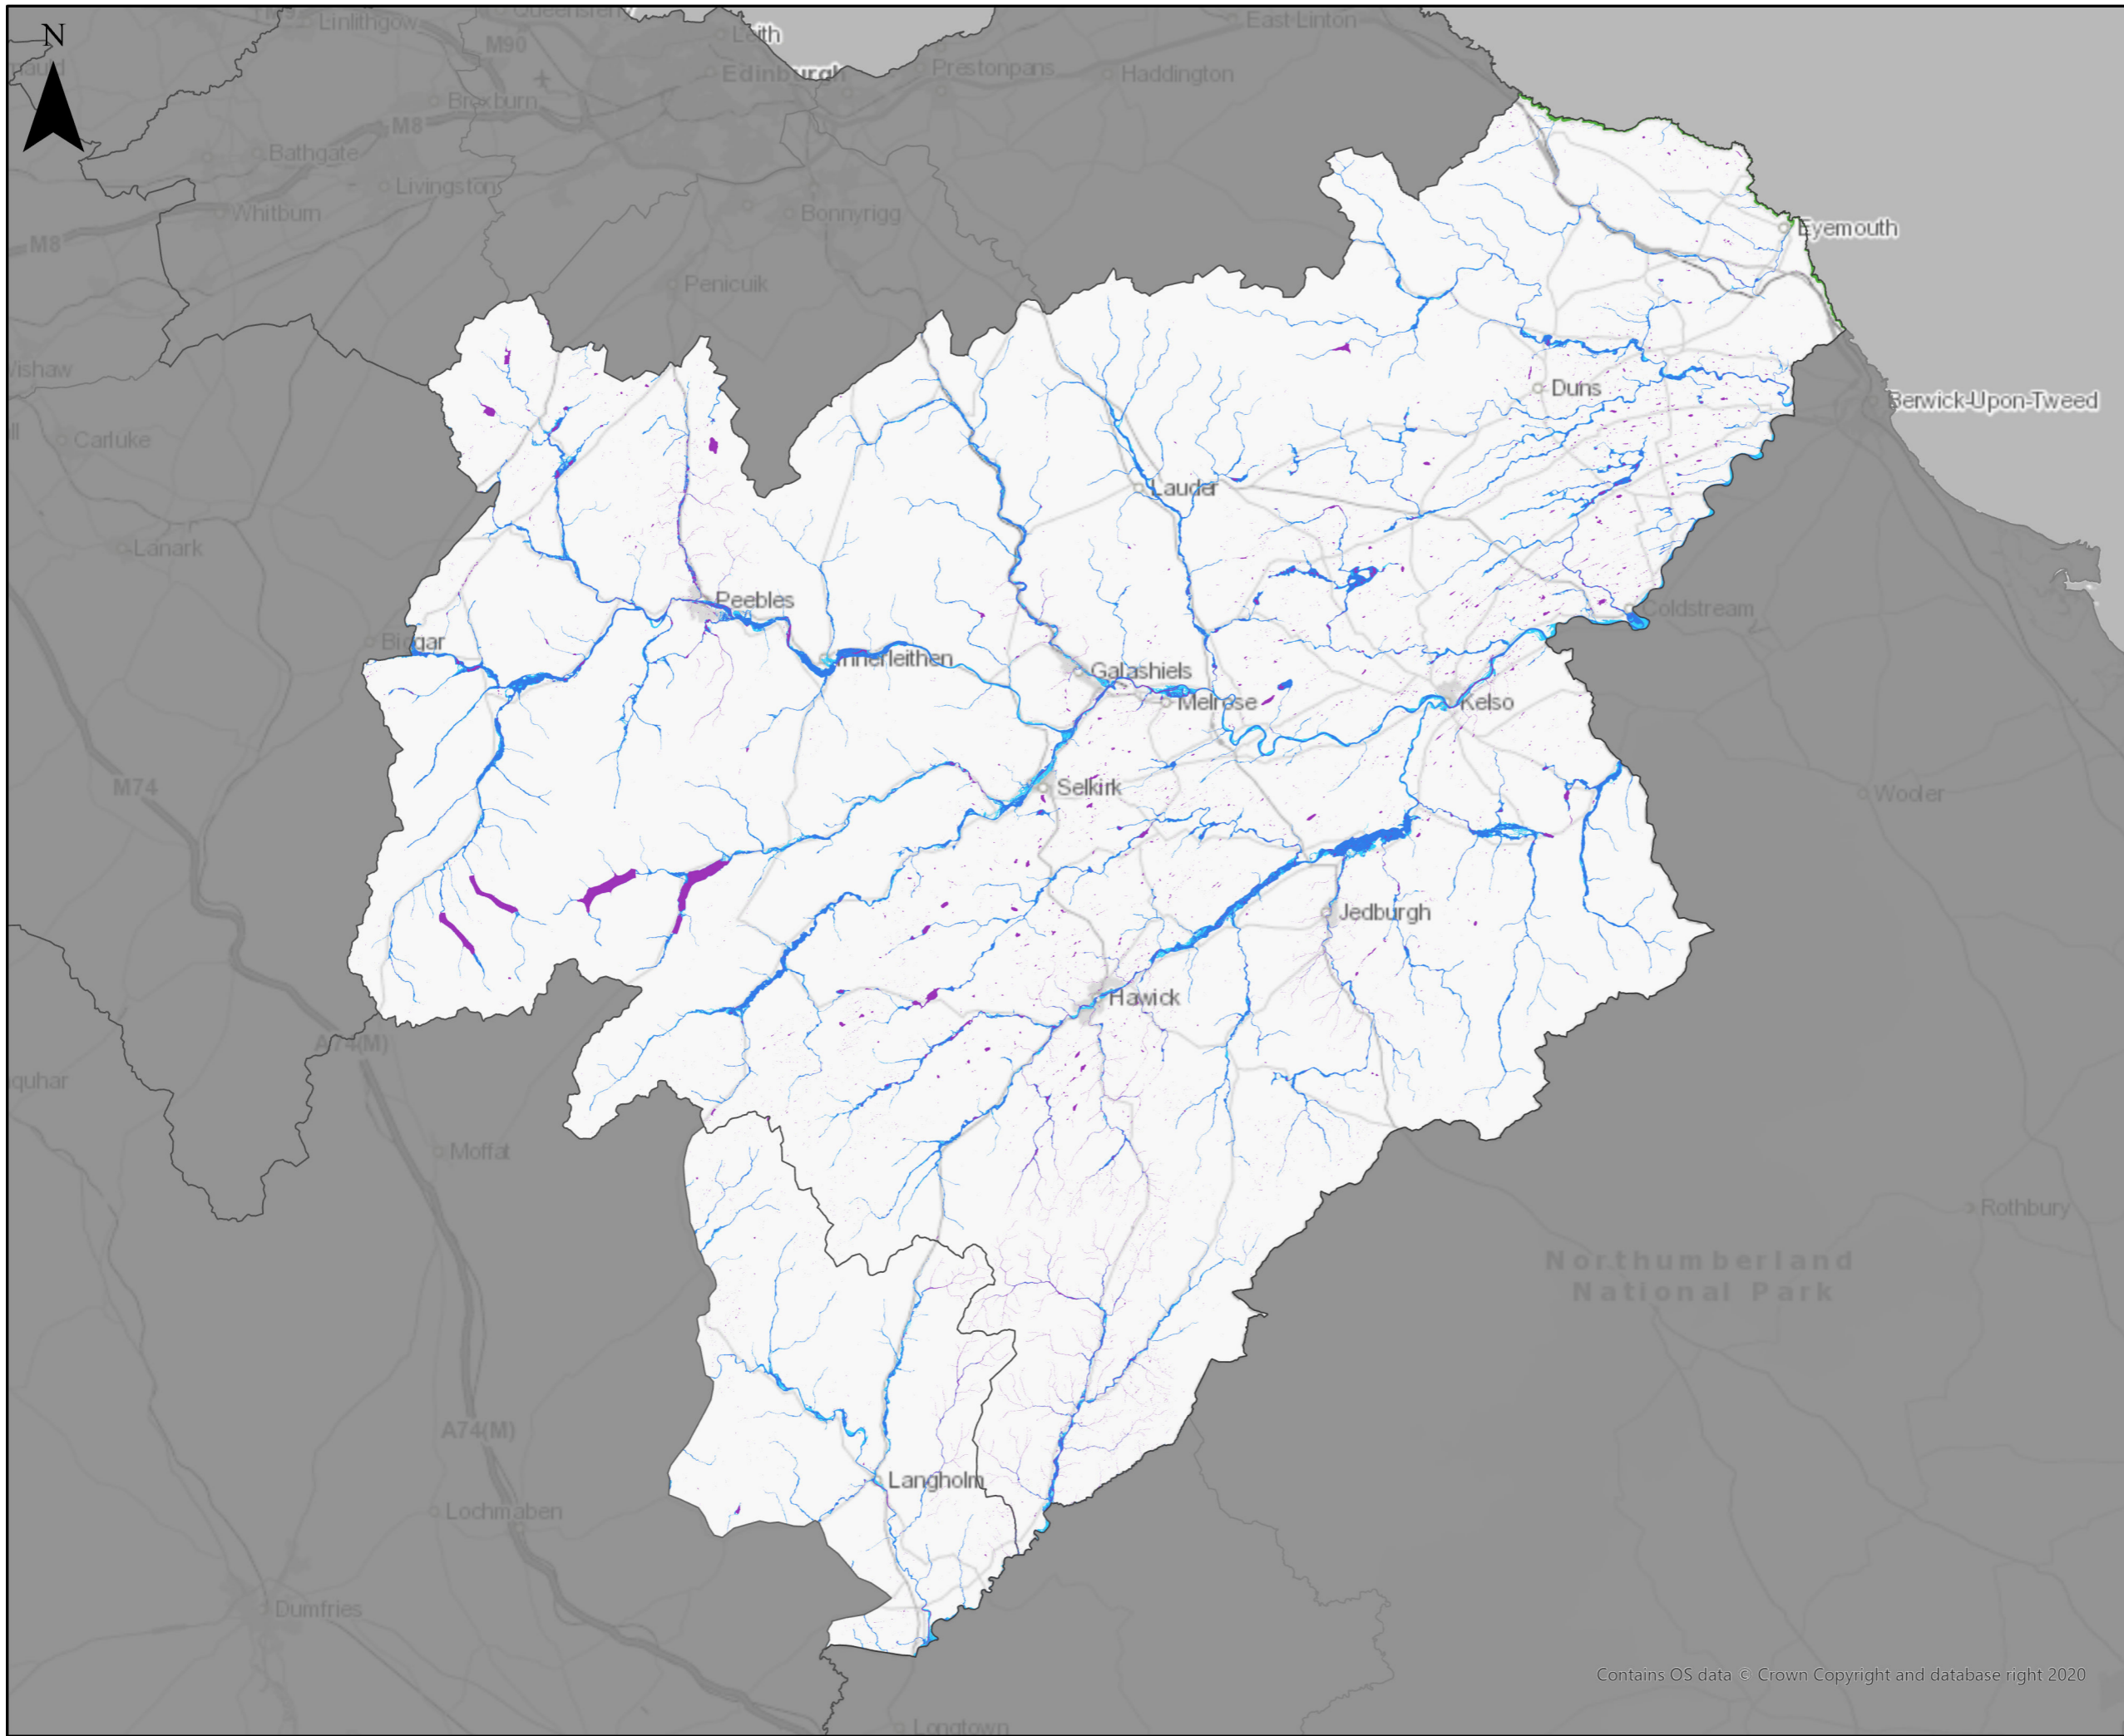 Linlithgow
Queensferry
East Linton
N
M90
Leith
Edinburgh
Prestonpans
Haddington
Broxburn
M8
Bathgate
Livingston
Whitburn
Bonnyrigg
M8
Eyemouth
Penicuik
Duns
Berwick-Upon-Tweed
Carluke
Lauder
Lanark
Peebles
Coldstream
Biggar
Innerleithen
Galashiels
Melrose
Kelso
M74
Selkirk
Wooler
Jedburgh
Hawick
A74(M)
quhar
Moffat
Rothbury
Northumberland
National Park
A74(M)
Langholm
Lochmaben
Dumfries
Contains OS data © Crown Copyright and database right 2020
Longtown